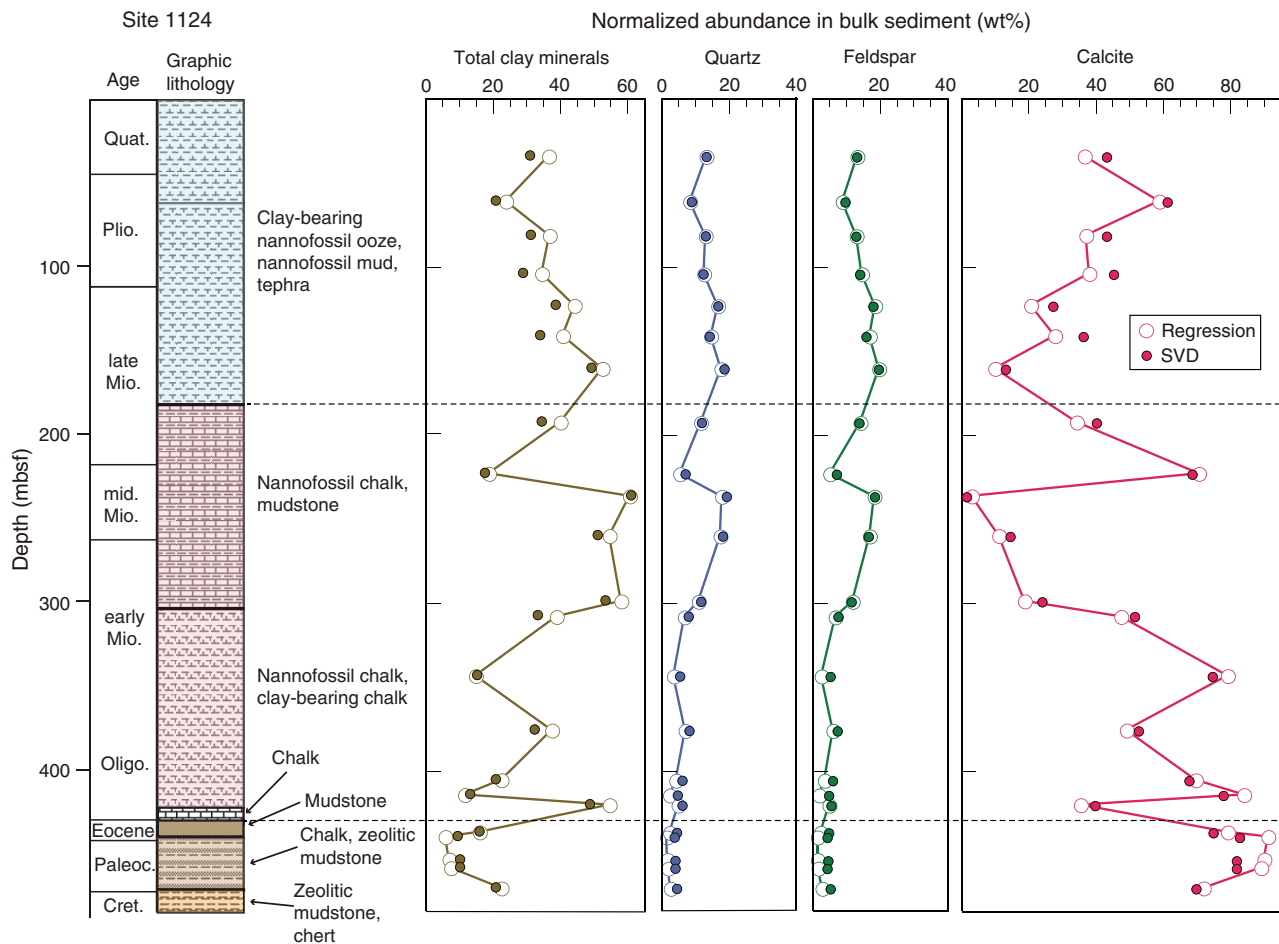 Site 1124
Normalized abundance in bulk sediment (wt%)
Age
Graphic
lithology
Total clay minerals
0 20 40 60
Quartz
0 20 40
Feldspar
0 20 40
Calcite
0 20 40 60 80
Depth (mbsf)
100
200
300
400
Quat.
Plio.
late
Mio.
mid.
Mio.
early
Mio.
Oligo.
Eocene
Paleoc.
Cret.
Clay-bearing
nannofossil ooze,
nannofossil mud,
tephra
Nannofossil chalk,
mudstone
Nannofossil chalk,
clay-bearing chalk
Chalk
Mudstone
Chalk, zeolitic
mudstone
Zeolitic
mudstone,
chert
Regression
SVD